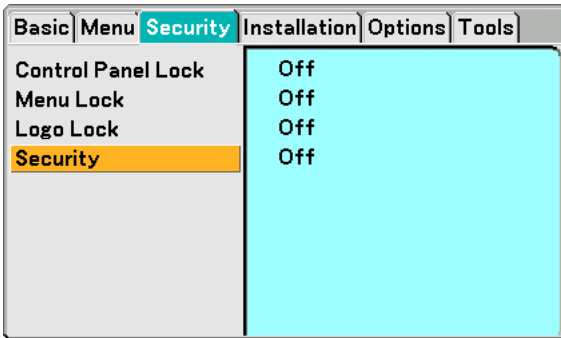 Basic Menu Security Installation Options Tools
Control Panel Lock Off
Menu Lock Off
Logo Lock Off
Security Off